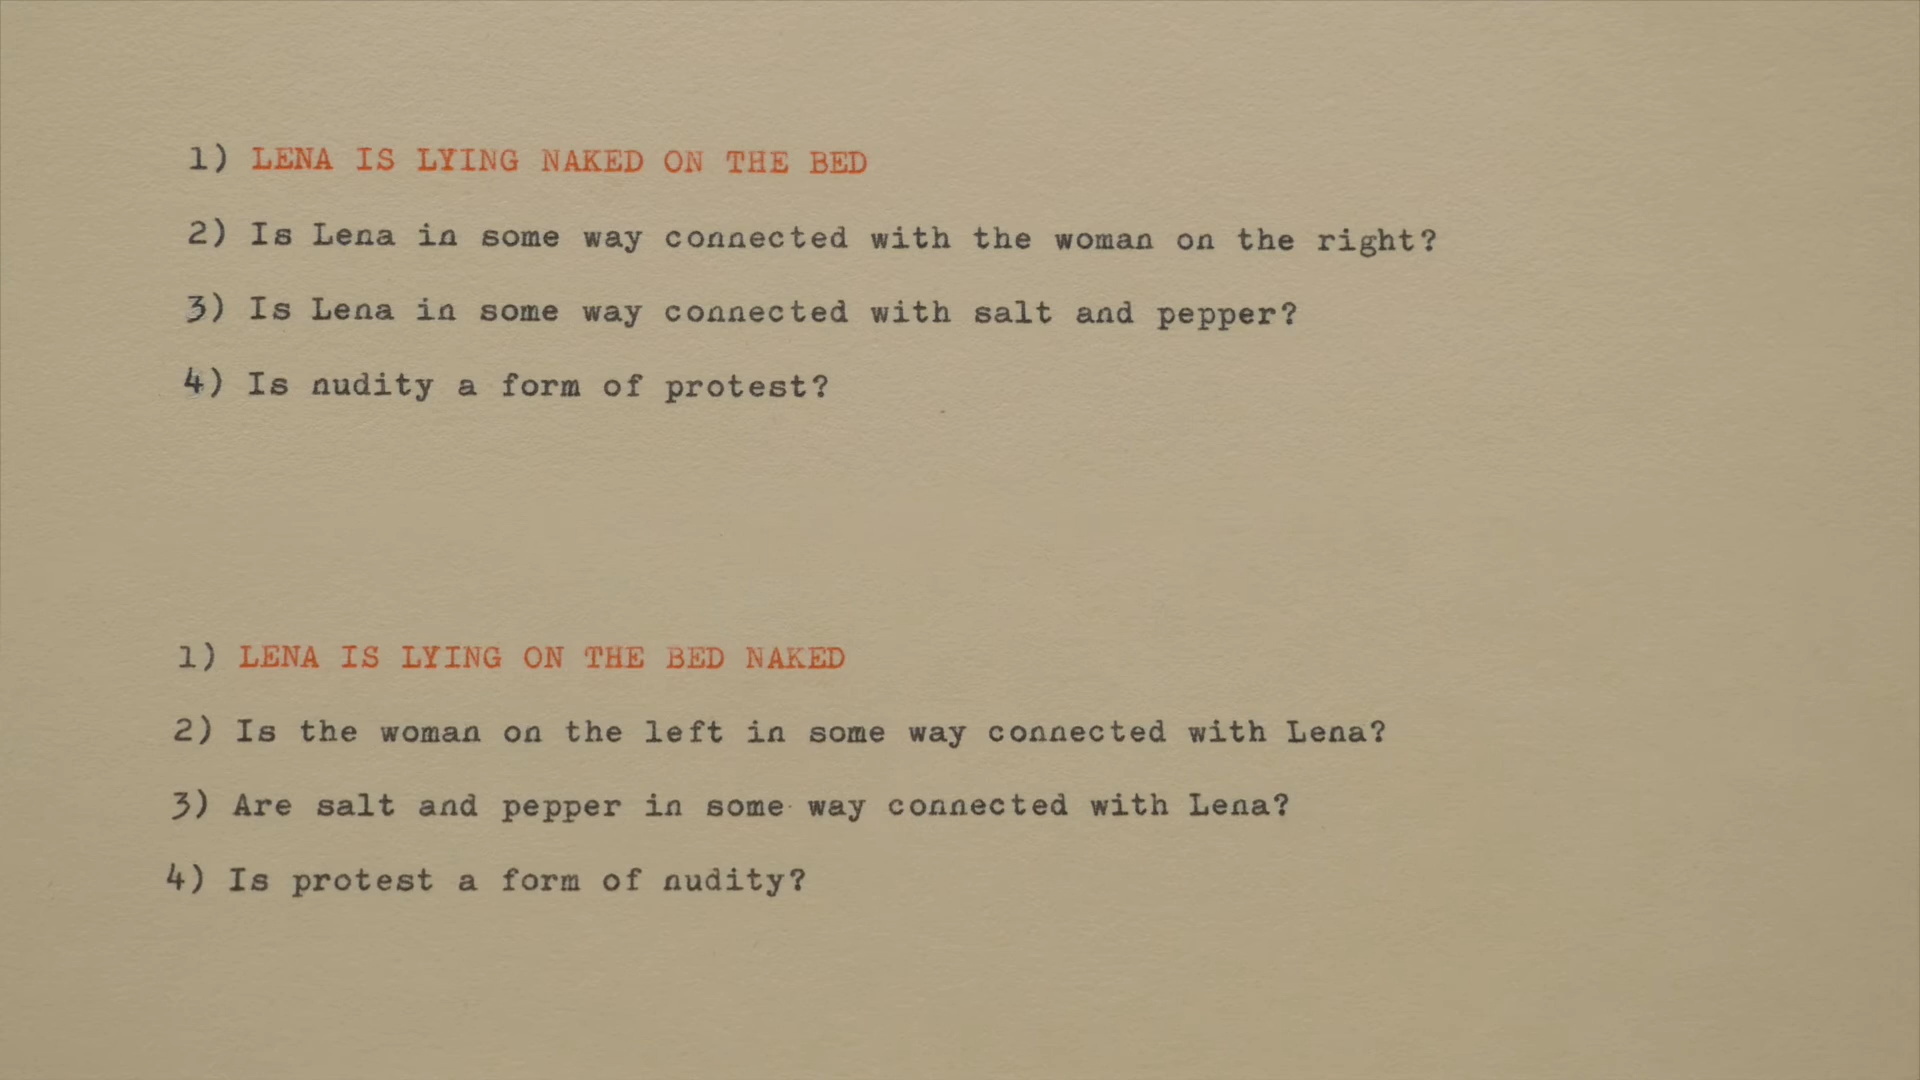 1) LENA IS LYING NAKED ON THE BED
2) Is Lena in some way connected with the woman on the right?
3) Is Lena in some way connected with salt and pepper?
4) Is nudity a form of protest?
1) LENA IS LYING ON THE BED NAKED
2) Is the woman on the left in some way connected with Lena?
3) Are salt and pepper in some way connected with Lena?
4) Is protest a form of nudity?